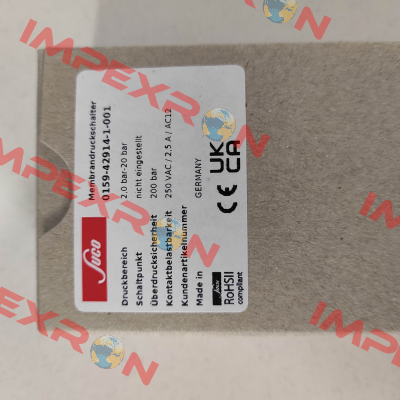 Suco
Membrandruckschalter
0159-42914-1-001
Druckbereich 2,0 bar-20 bar
Schaltpunkt nicht eingestellt
Überdrucksicherheit 200 bar
Kontaktbelastbarkeit 250 VAC / 2,5 A / AC12
Kundenartikelnummer
Made in GERMANY
Suco
RoHSII
compliant
CE
UK
CA
IMPEXRON
IMPEXRON
IMPEXRON